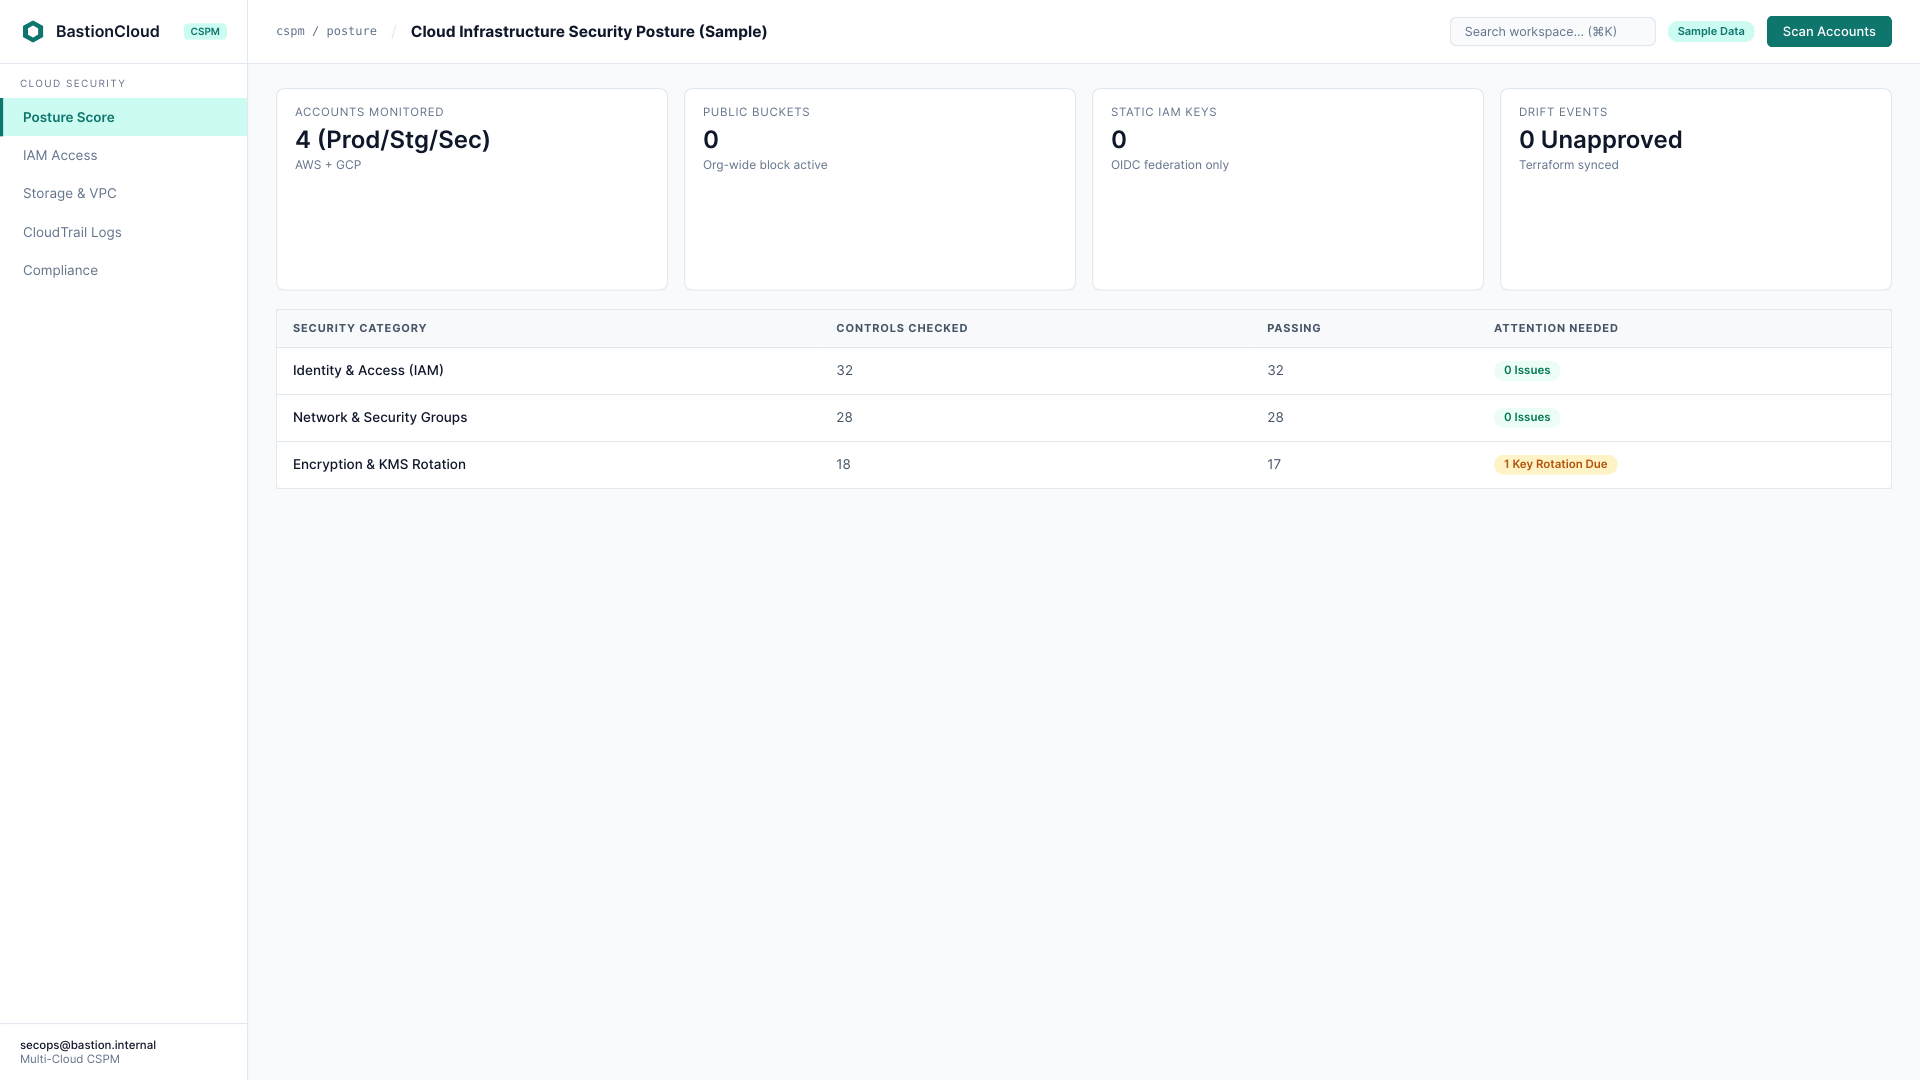 BastionCloud CSPM
cspm / posture / Cloud Infrastructure Security Posture (Sample)
Search workspace... (⌘K)
Sample Data
Scan Accounts
CLOUD SECURITY
Posture Score
IAM Access
Storage & VPC
CloudTrail Logs
Compliance
secops@bastion.internal
Multi-Cloud CSPM
ACCOUNTS MONITORED
4 (Prod/Stg/Sec)
AWS + GCP
PUBLIC BUCKETS
0
Org-wide block active
STATIC IAM KEYS
0
OIDC federation only
DRIFT EVENTS
0 Unapproved
Terraform synced
SECURITY CATEGORY CONTROLS CHECKED PASSING ATTENTION NEEDED
Identity & Access (IAM) 32 32 0 Issues
Network & Security Groups 28 28 0 Issues
Encryption & KMS Rotation 18 17 1 Key Rotation Due